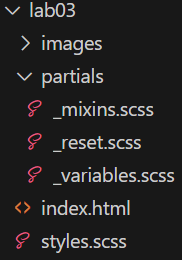 lab03
images
partials
_mixins.scss
_reset.scss
_variables.scss
index.html
styles.scss